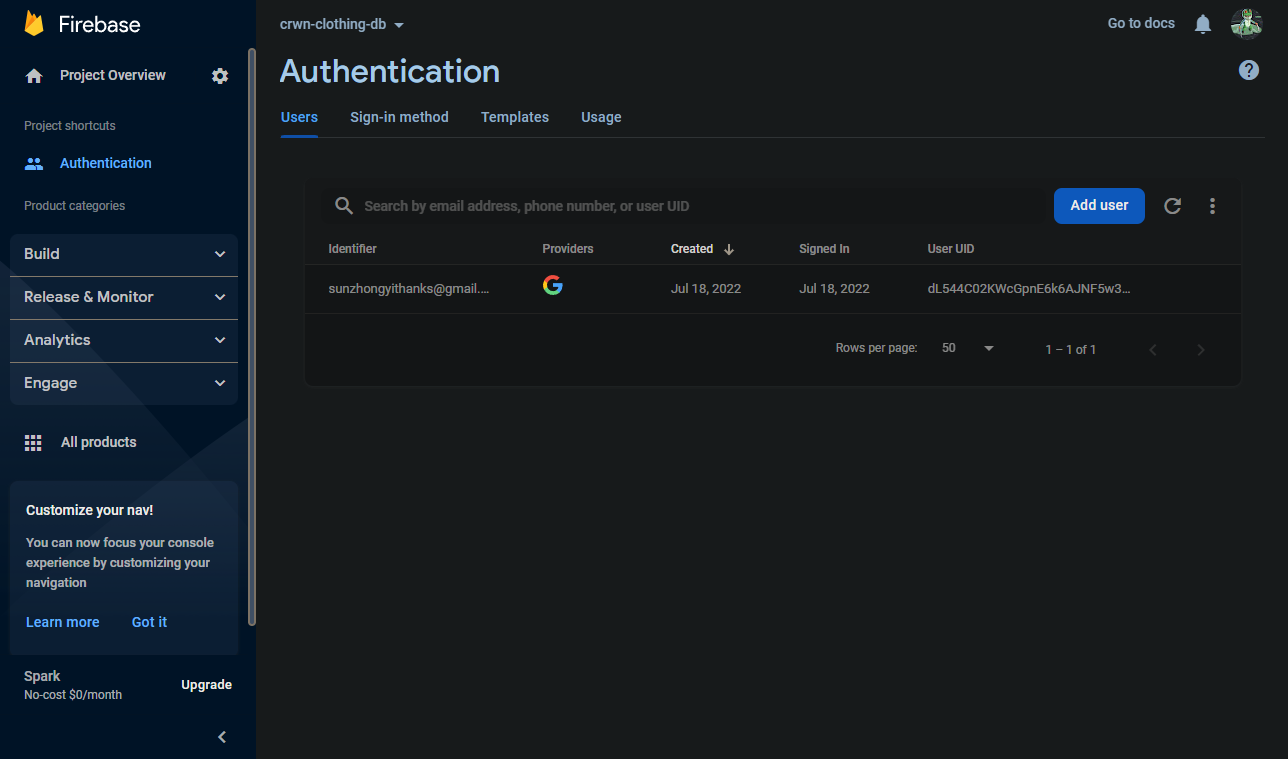 Firebase
Project Overview
Project shortcuts
Authentication
Product categories
Build
Release & Monitor
Analytics
Engage
All products
Customize your nav!
You can now focus your console
experience by customizing your
navigation
Learn more Got it
Spark
No-cost $0/month
Upgrade
crwn-clothing-db
Go to docs
Authentication
Users Sign-in method Templates Usage
Search by email address, phone number, or user UID
Add user
Identifier Providers Created Signed In User UID
sunzhongyithanks@gmail.... Jul 18, 2022 Jul 18, 2022 dL544C02KWcGpnE6k6AJNF5w3...
Rows per page: 50 1 – 1 of 1